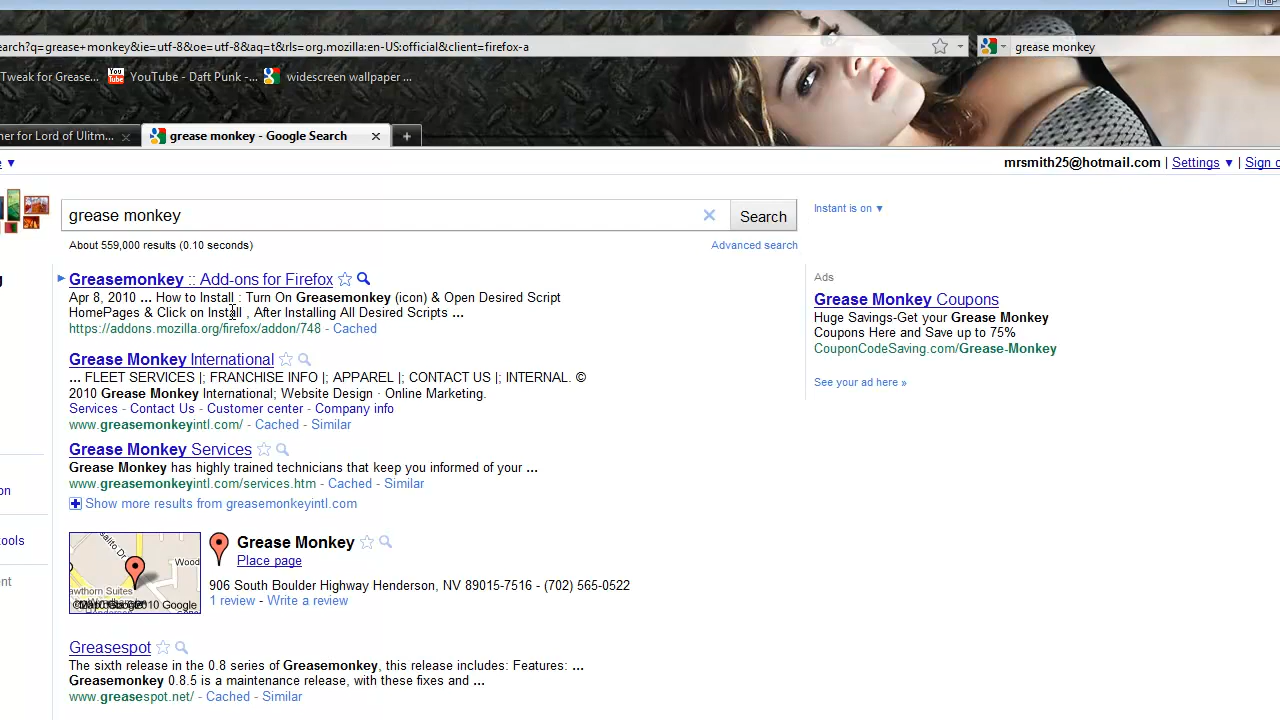 earch?q=grease+monkey&ie=utf-8&oe=utf-8&aq=t&rls=org.mozilla:en-US:official&client=firefox-a
grease monkey
Tweak for Grease...
YouTube - Daft Punk -...
widescreen wallpaper ...
ner for Lord of Ulitm...
grease monkey - Google Search
mrsmith25@hotmail.com | Settings ▼ | Sign
grease monkey
Search
Instant is on ▼
About 559,000 results (0.10 seconds)
Advanced search
Greasemonkey :: Add-ons for Firefox
Apr 8, 2010 ... How to Install : Turn On Greasemonkey (icon) & Open Desired Script
HomePages & Click on Install , After Installing All Desired Scripts ...
https://addons.mozilla.org/firefox/addon/748 - Cached
Grease Monkey International
... FLEET SERVICES |; FRANCHISE INFO |; APPAREL |; CONTACT US |; INTERNAL. ©
2010 Grease Monkey International; Website Design · Online Marketing.
Services - Contact Us - Customer center - Company info
www.greasemonkeyintl.com/ - Cached - Similar
Grease Monkey Services
Grease Monkey has highly trained technicians that keep you informed of your ...
www.greasemonkeyintl.com/services.htm - Cached - Similar
Show more results from greasemonkeyintl.com
Grease Monkey
Place page
906 South Boulder Highway Henderson, NV 89015-7516 - (702) 565-0522
1 review - Write a review
Wood
awthorn Suites
2010 Google
Greasespot
The sixth release in the 0.8 series of Greasemonkey, this release includes: Features: ...
Greasemonkey 0.8.5 is a maintenance release, with these fixes and ...
www.greasespot.net/ - Cached - Similar
Ads
Grease Monkey Coupons
Huge Savings-Get your Grease Monkey
Coupons Here and Save up to 75%
CouponCodeSaving.com/Grease-Monkey
See your ad here »
on
ools
nt